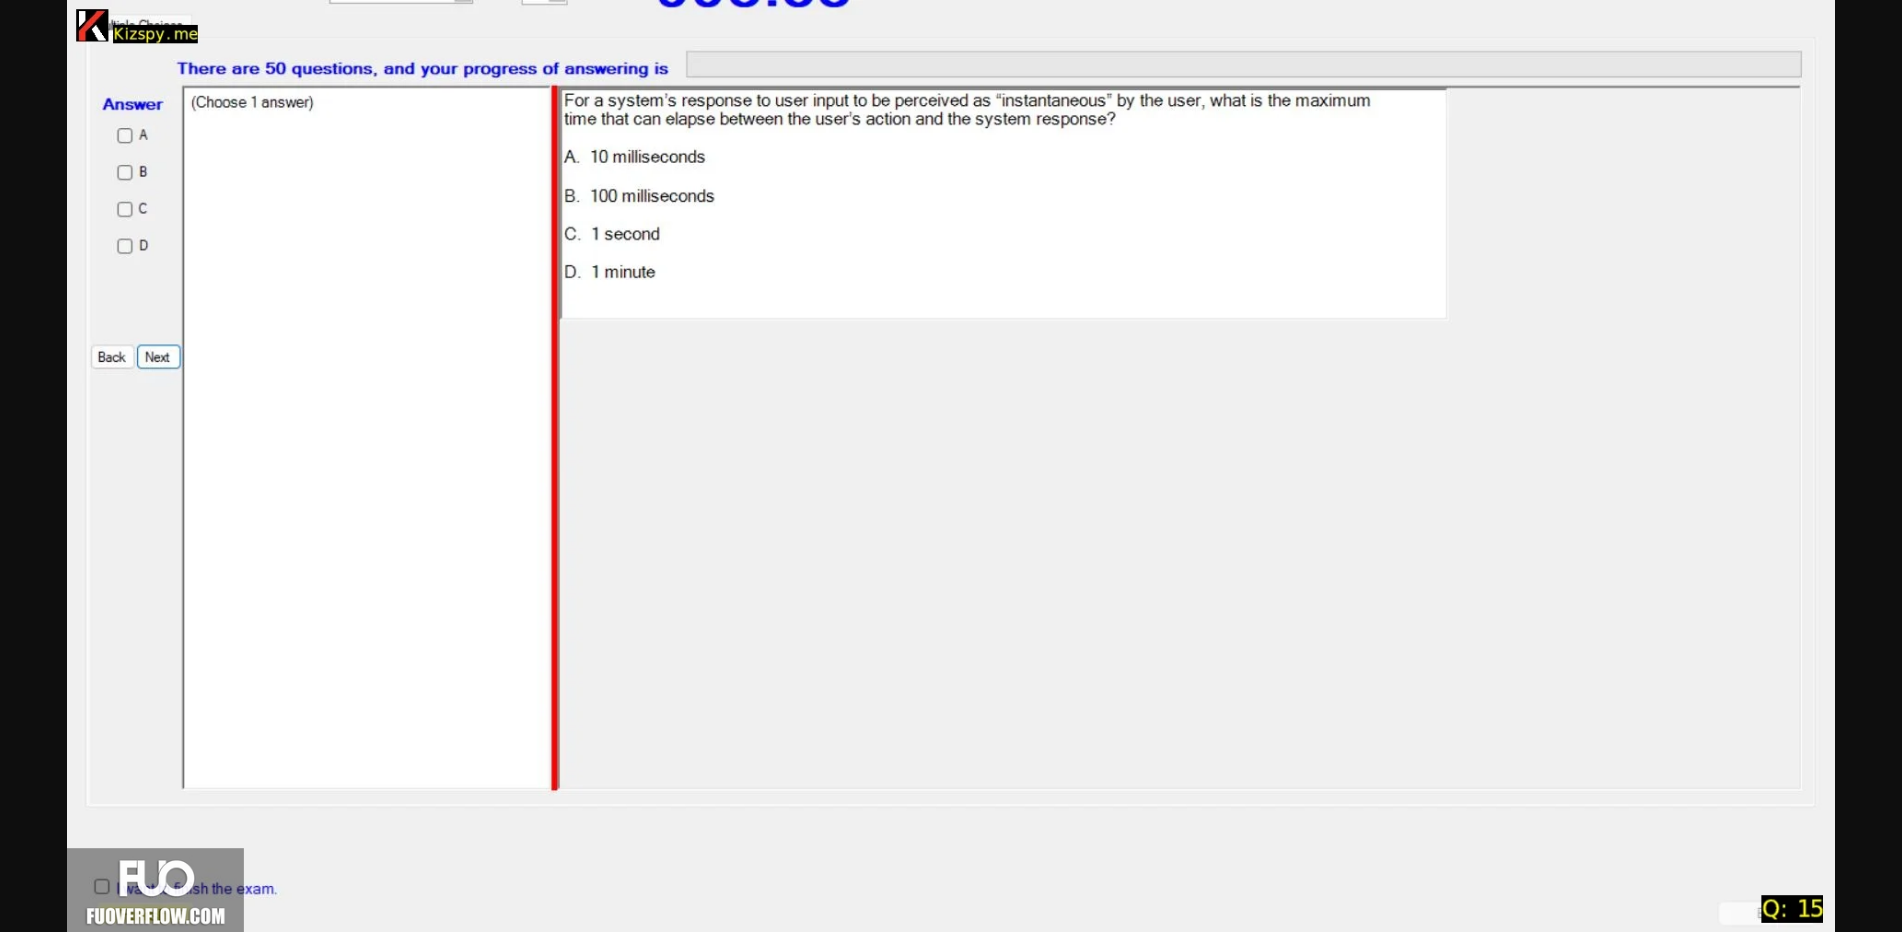 Kizspy.me
There are 50 questions, and your progress of answering is
Answer
(Choose 1 answer)
A
B
C
D
Back
Next
For a system's response to user input to be perceived as “instantaneous” by the user, what is the maximum
time that can elapse between the user's action and the system response?
A. 10 milliseconds
B. 100 milliseconds
C. 1 second
D. 1 minute
sh the exam.
FUO
FUOVERFLOW.COM
Q: 15